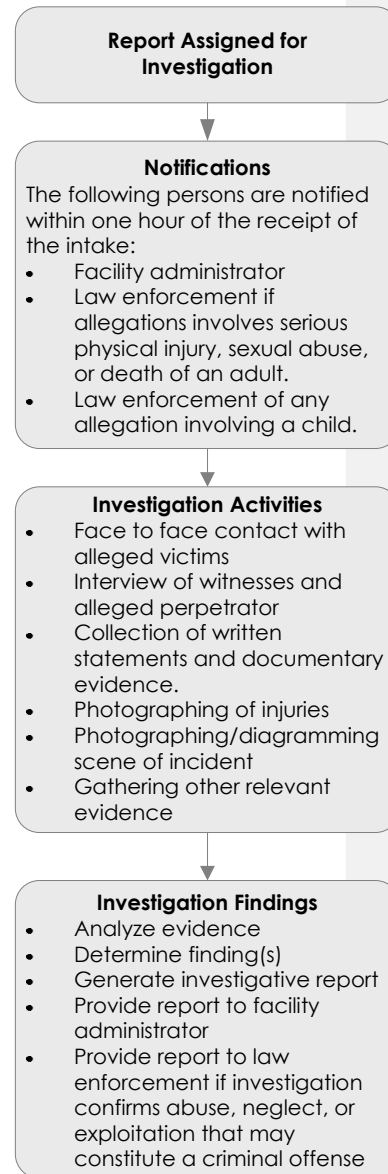 Report Assigned for
Investigation
Notifications
The following persons are notified
within one hour of the receipt of
the intake:
• Facility administrator
• Law enforcement if
allegations involves serious
physical injury, sexual abuse,
or death of an adult.
• Law enforcement of any
allegation involving a child.
Investigation Activities
• Face to face contact with
alleged victims
• Interview of witnesses and
alleged perpetrator
• Collection of written
statements and documentary
evidence.
• Photographing of injuries
• Photographing/diagramming
scene of incident
• Gathering other relevant
evidence
Investigation Findings
• Analyze evidence
• Determine finding(s)
• Generate investigative report
• Provide report to facility
administrator
• Provide report to law
enforcement if investigation
confirms abuse, neglect, or
exploitation that may
constitute a criminal offense